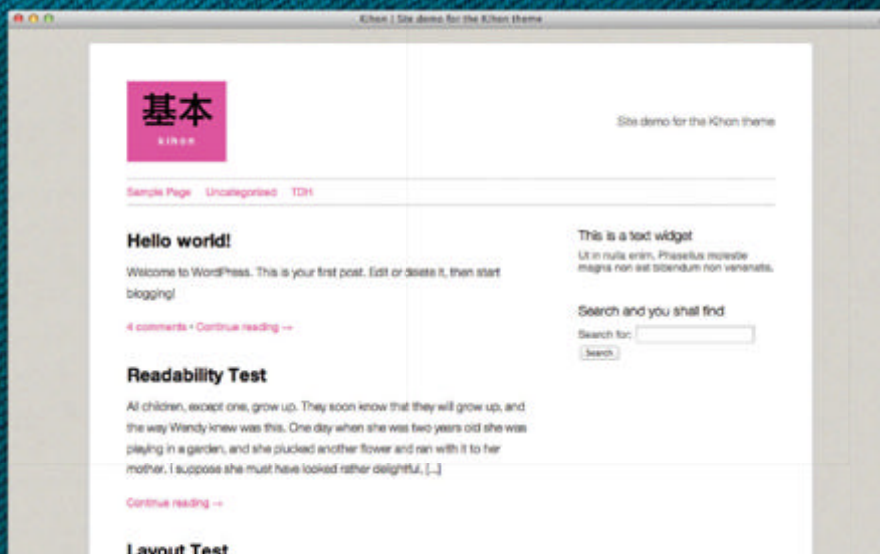 Kihon | Site demo for the Kihon theme
基本
kihon
Site demo for the Kihon theme
Sample Page Uncategorized TDH
Hello world!
Welcome to WordPress. This is your first post. Edit or delete it, then start
blogging!
4 comments • Continue reading →
Readability Test
All children, except one, grow up. They soon know that they will grow up, and
the way Wendy knew was this. One day when she was two years old she was
playing in a garden, and she plucked another flower and ran with it to her
mother. I suppose she must have looked rather delightful, [...]
Continue reading →
Layout Test
This is a text widget
Ut in nulla enim. Phasellus molestie
magna non est bibendum non venenatis.
Search and you shall find
Search for:
Search